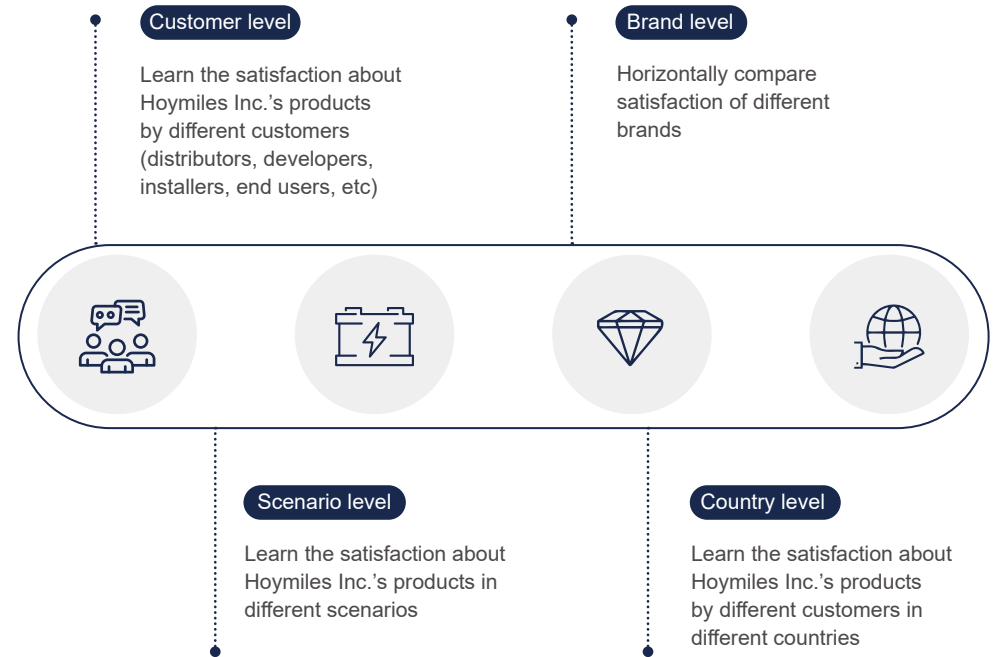 Customer level
Learn the satisfaction about
Hoymiles Inc.’s products
by different customers
(distributors, developers,
installers, end users, etc)
Brand level
Horizontally compare
satisfaction of different
brands
Scenario level
Learn the satisfaction about
Hoymiles Inc.’s products in
different scenarios
Country level
Learn the satisfaction about
Hoymiles Inc.’s products
by different customers in
different countries